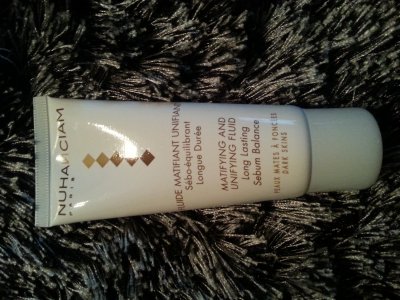 NUHANCIAM
PARIS
FLUIDE MATIFIANT UNIFIANT
Sébo-équilibrant
Longue Durée
MATIFYING AND
UNIFYING FLUID
Long Lasting
Sebum Balance
PEAUX MATES À FONCÉES
DARK SKINS